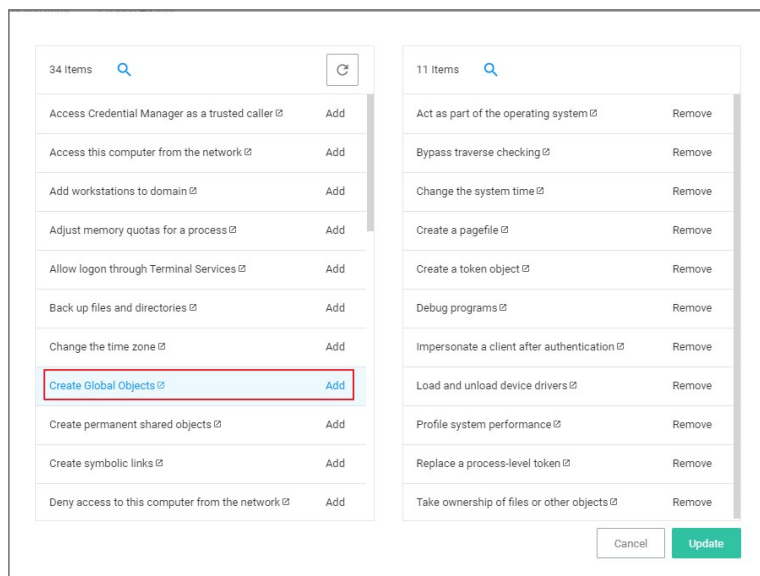 34 Items
Access Credential Manager as a trusted caller Add
Access this computer from the network Add
Add workstations to domain Add
Adjust memory quotas for a process Add
Allow logon through Terminal Services Add
Back up files and directories Add
Change the time zone Add
Create Global Objects Add
Create permanent shared objects Add
Create symbolic links Add
Deny access to this computer from the network Add
11 Items
Act as part of the operating system Remove
Bypass traverse checking Remove
Change the system time Remove
Create a pagefile Remove
Create a token object Remove
Debug programs Remove
Impersonate a client after authentication Remove
Load and unload device drivers Remove
Profile system performance Remove
Replace a process-level token Remove
Take ownership of files or other objects Remove
Cancel Update